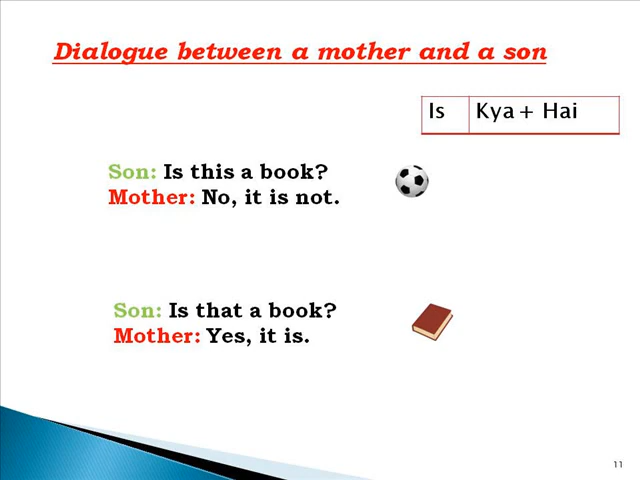 Dialogue between a mother and a son
Is Kya + Hai
Son: Is this a book?
Mother: No, it is not.
Son: Is that a book?
Mother: Yes, it is.
11